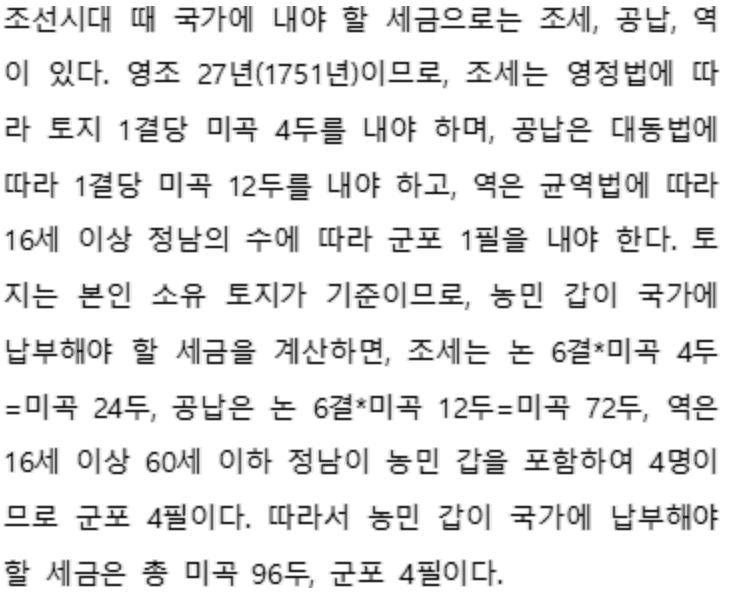 조선시대 때 국가에 내야 할 세금으로는 조세, 공납, 역
이 있다. 영조 27년(1751년)이므로, 조세는 영정법에 따
라 토지 1결당 미곡 4두를 내야 하며, 공납은 대동법에
따라 1결당 미곡 12두를 내야 하고, 역은 균역법에 따라
16세 이상 정남의 수에 따라 군포 1필을 내야 한다. 토
지는 본인 소유 토지가 기준이므로, 농민 갑이 국가에
납부해야 할 세금을 계산하면, 조세는 논 6결*미곡 4두
=미곡 24두, 공납은 논 6결*미곡 12두=미곡 72두, 역은
16세 이상 60세 이하 정남이 농민 갑을 포함하여 4명이
므로 군포 4필이다. 따라서 농민 갑이 국가에 납부해야
할 세금은 총 미곡 96두, 군포 4필이다.